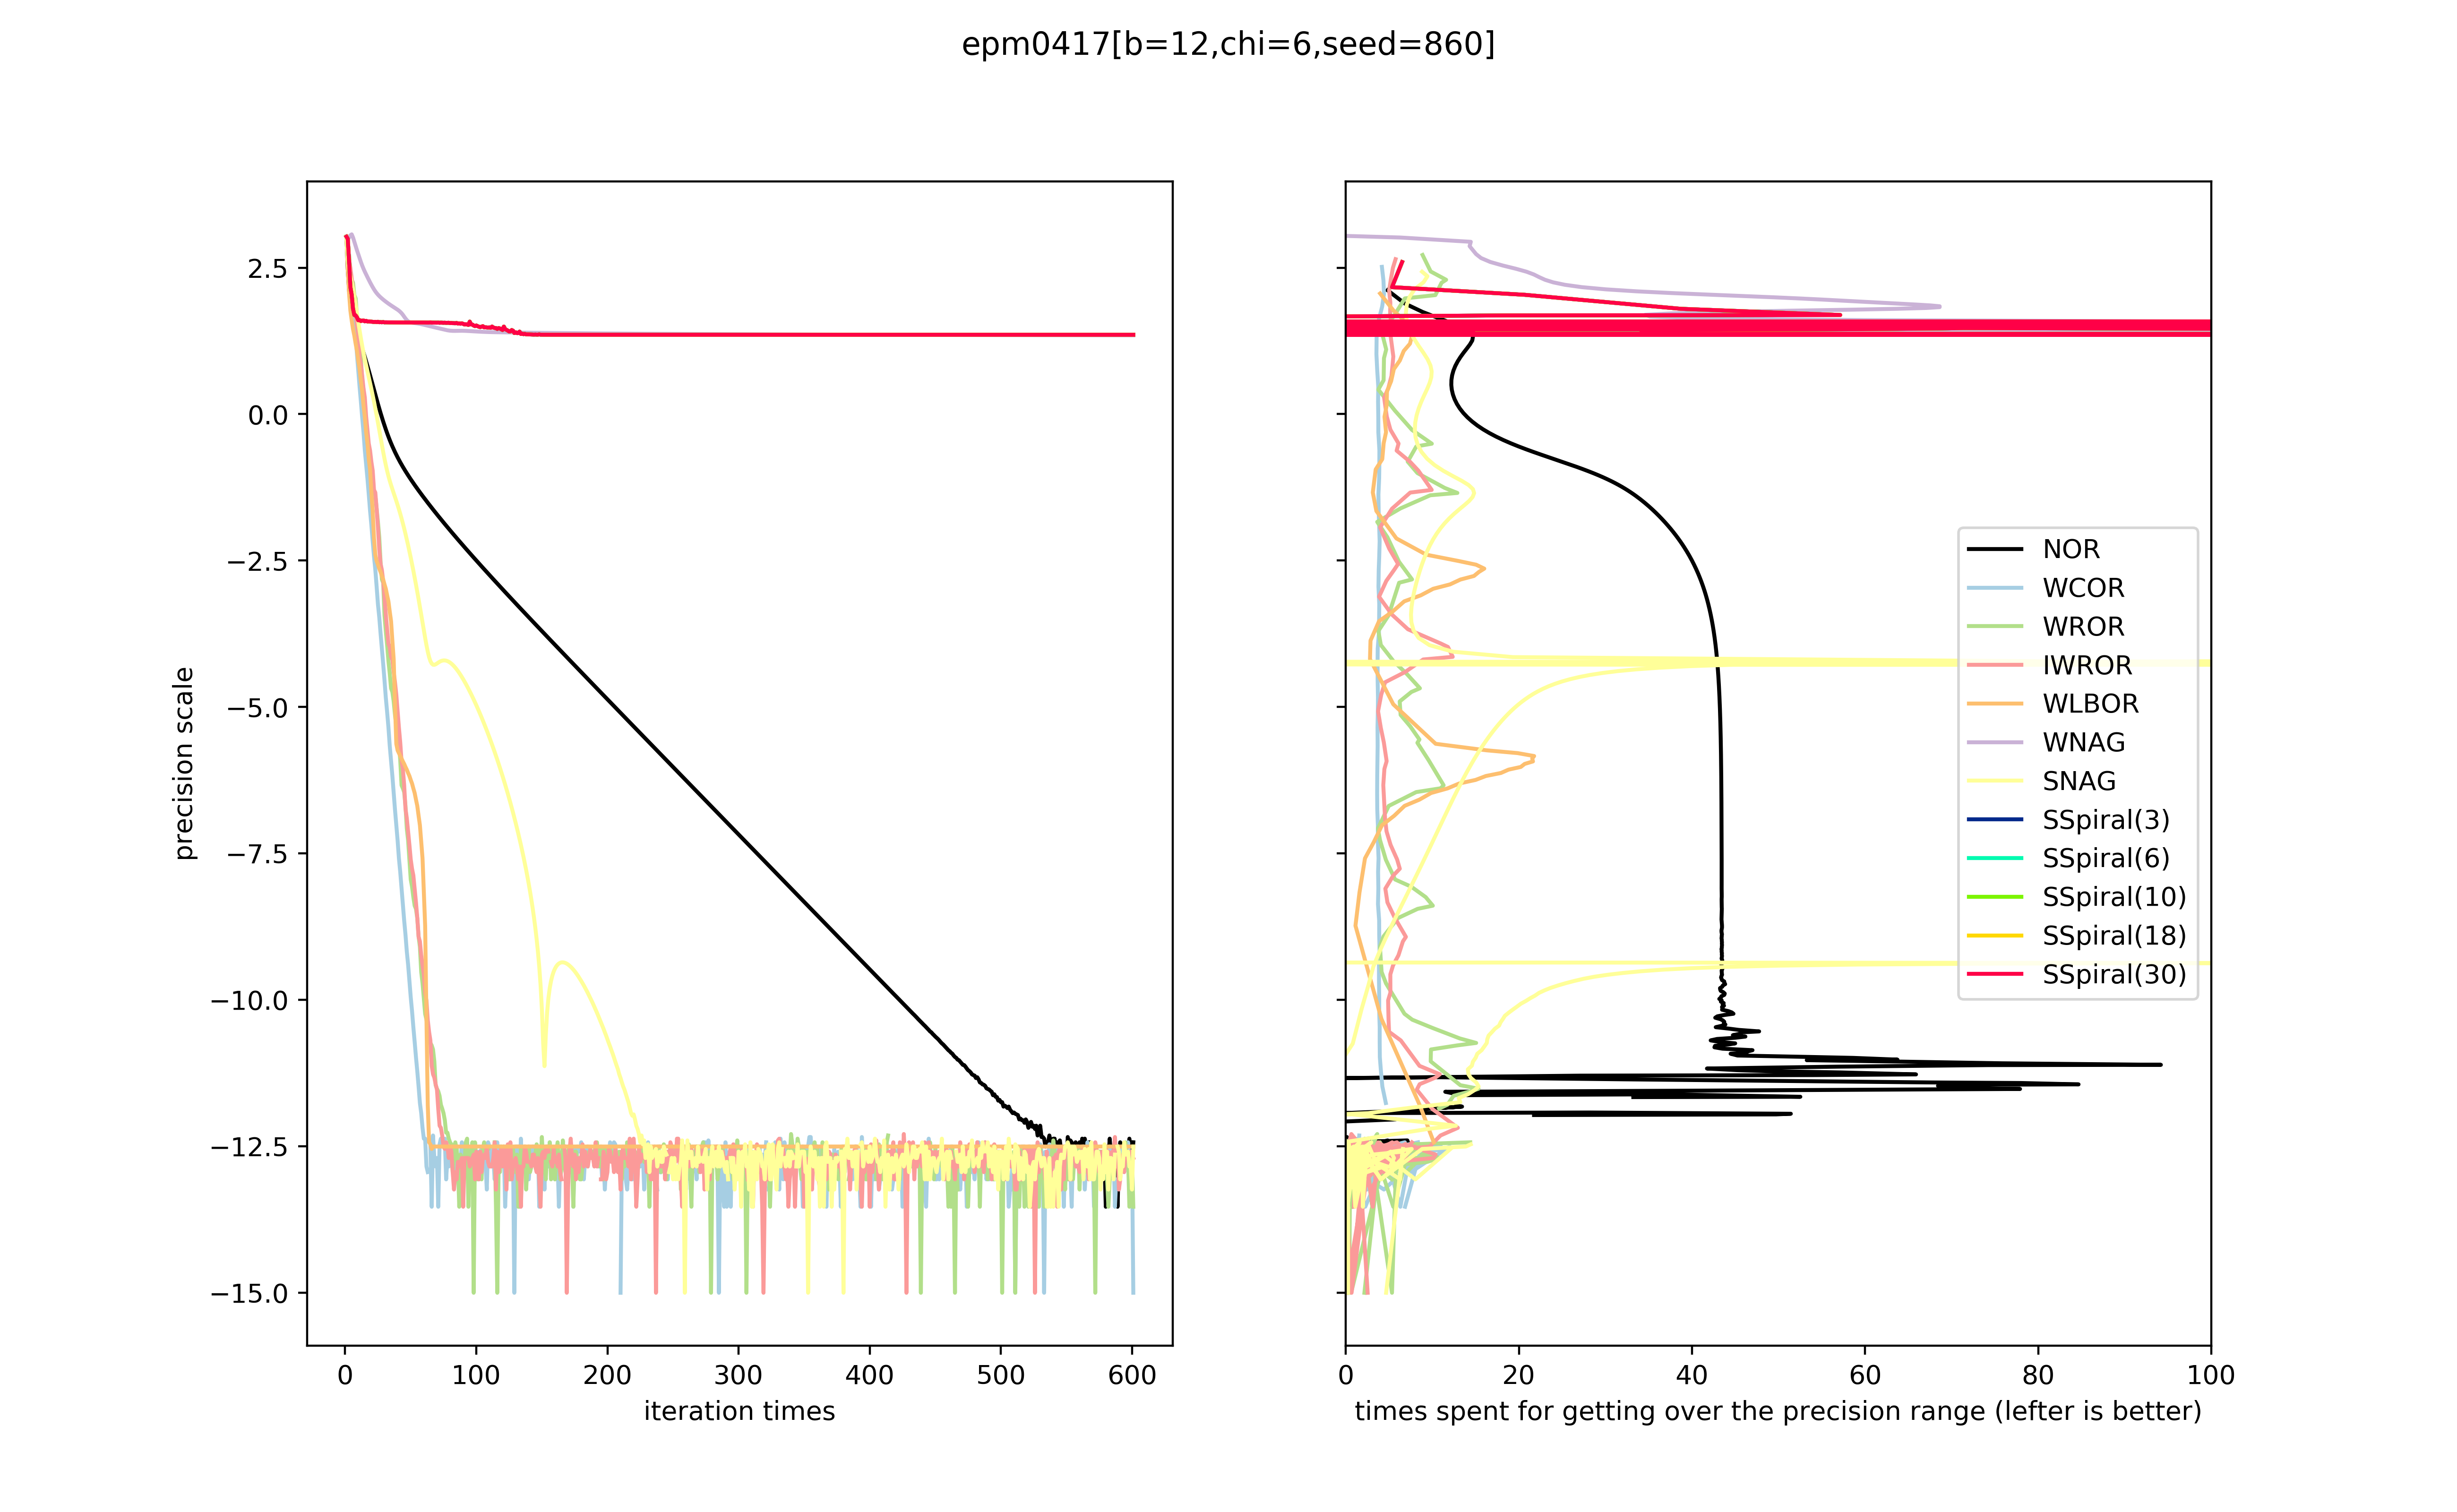 epm0417[b=12,chi=6,seed=860]
precision scale
2.5
0.0
−2.5
−5.0
−7.5
−10.0
−12.5
−15.0
0 100 200 300 400 500 600
iteration times
NOR
WCOR
WROR
IWROR
WLBOR
WNAG
SNAG
SSpiral(3)
SSpiral(6)
SSpiral(10)
SSpiral(18)
SSpiral(30)
0 20 40 60 80 100
times spent for getting over the precision range (lefter is better)